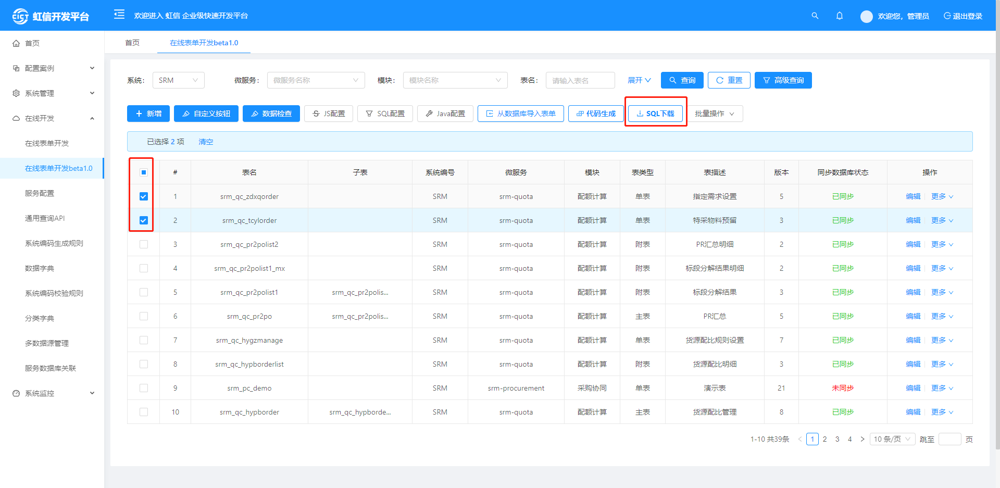 CICT 虹信开发平台
欢迎进入 虹信 企业级快速开发平台
欢迎您，管理员
退出登录
首页
配置案例
系统管理
在线开发
在线表单开发
在线表单开发beta1.0
服务配置
通用查询API
系统编码生成规则
数据字典
系统编码校验规则
分类字典
多数据源管理
服务数据库关联
系统监控
首页 在线表单开发beta1.0
系统： SRM 微服务： 微服务名称 模块： 模块名称 表名： 请输入表名 展开 查询 重置 高级查询
新增 自定义按钮 数据检查 JS配置 SQL配置 Java配置 从数据库导入表单 代码生成 SQL下载 批量操作
已选择 2 项 清空
# 表名 子表 系统编号 微服务 模块 表类型 表描述 版本 同步数据库状态 操作
1 srm_qc_zdxqorder SRM srm-quota 配额计算 单表 指定需求设置 5 已同步 编辑 更多
2 srm_qc_tcylorder SRM srm-quota 配额计算 单表 特采物料预留 3 已同步 编辑 更多
3 srm_qc_pr2polist2 SRM srm-quota 配额计算 附表 PR汇总明细 2 已同步 编辑 更多
4 srm_qc_pr2polist1_mx SRM srm-quota 配额计算 附表 标段分解结果明细 2 已同步 编辑 更多
5 srm_qc_pr2polist1 srm_qc_pr2polis... SRM srm-quota 配额计算 附表 标段分解结果 3 已同步 编辑 更多
6 srm_qc_pr2po srm_qc_pr2polis... SRM srm-quota 配额计算 主表 PR汇总 5 已同步 编辑 更多
7 srm_qc_hygzmanage SRM srm-quota 配额计算 单表 货源配比规则设置 7 已同步 编辑 更多
8 srm_qc_hypborderlist SRM srm-quota 配额计算 附表 货源配比明细 3 已同步 编辑 更多
9 srm_pc_demo SRM srm-procurement 采购协同 单表 演示表 21 未同步 编辑 更多
10 srm_qc_hypborder srm_qc_hypborde... SRM srm-quota 配额计算 主表 货源配比管理 8 已同步 编辑 更多
1-10 共39条 1 2 3 4 10 条/页 跳至 页